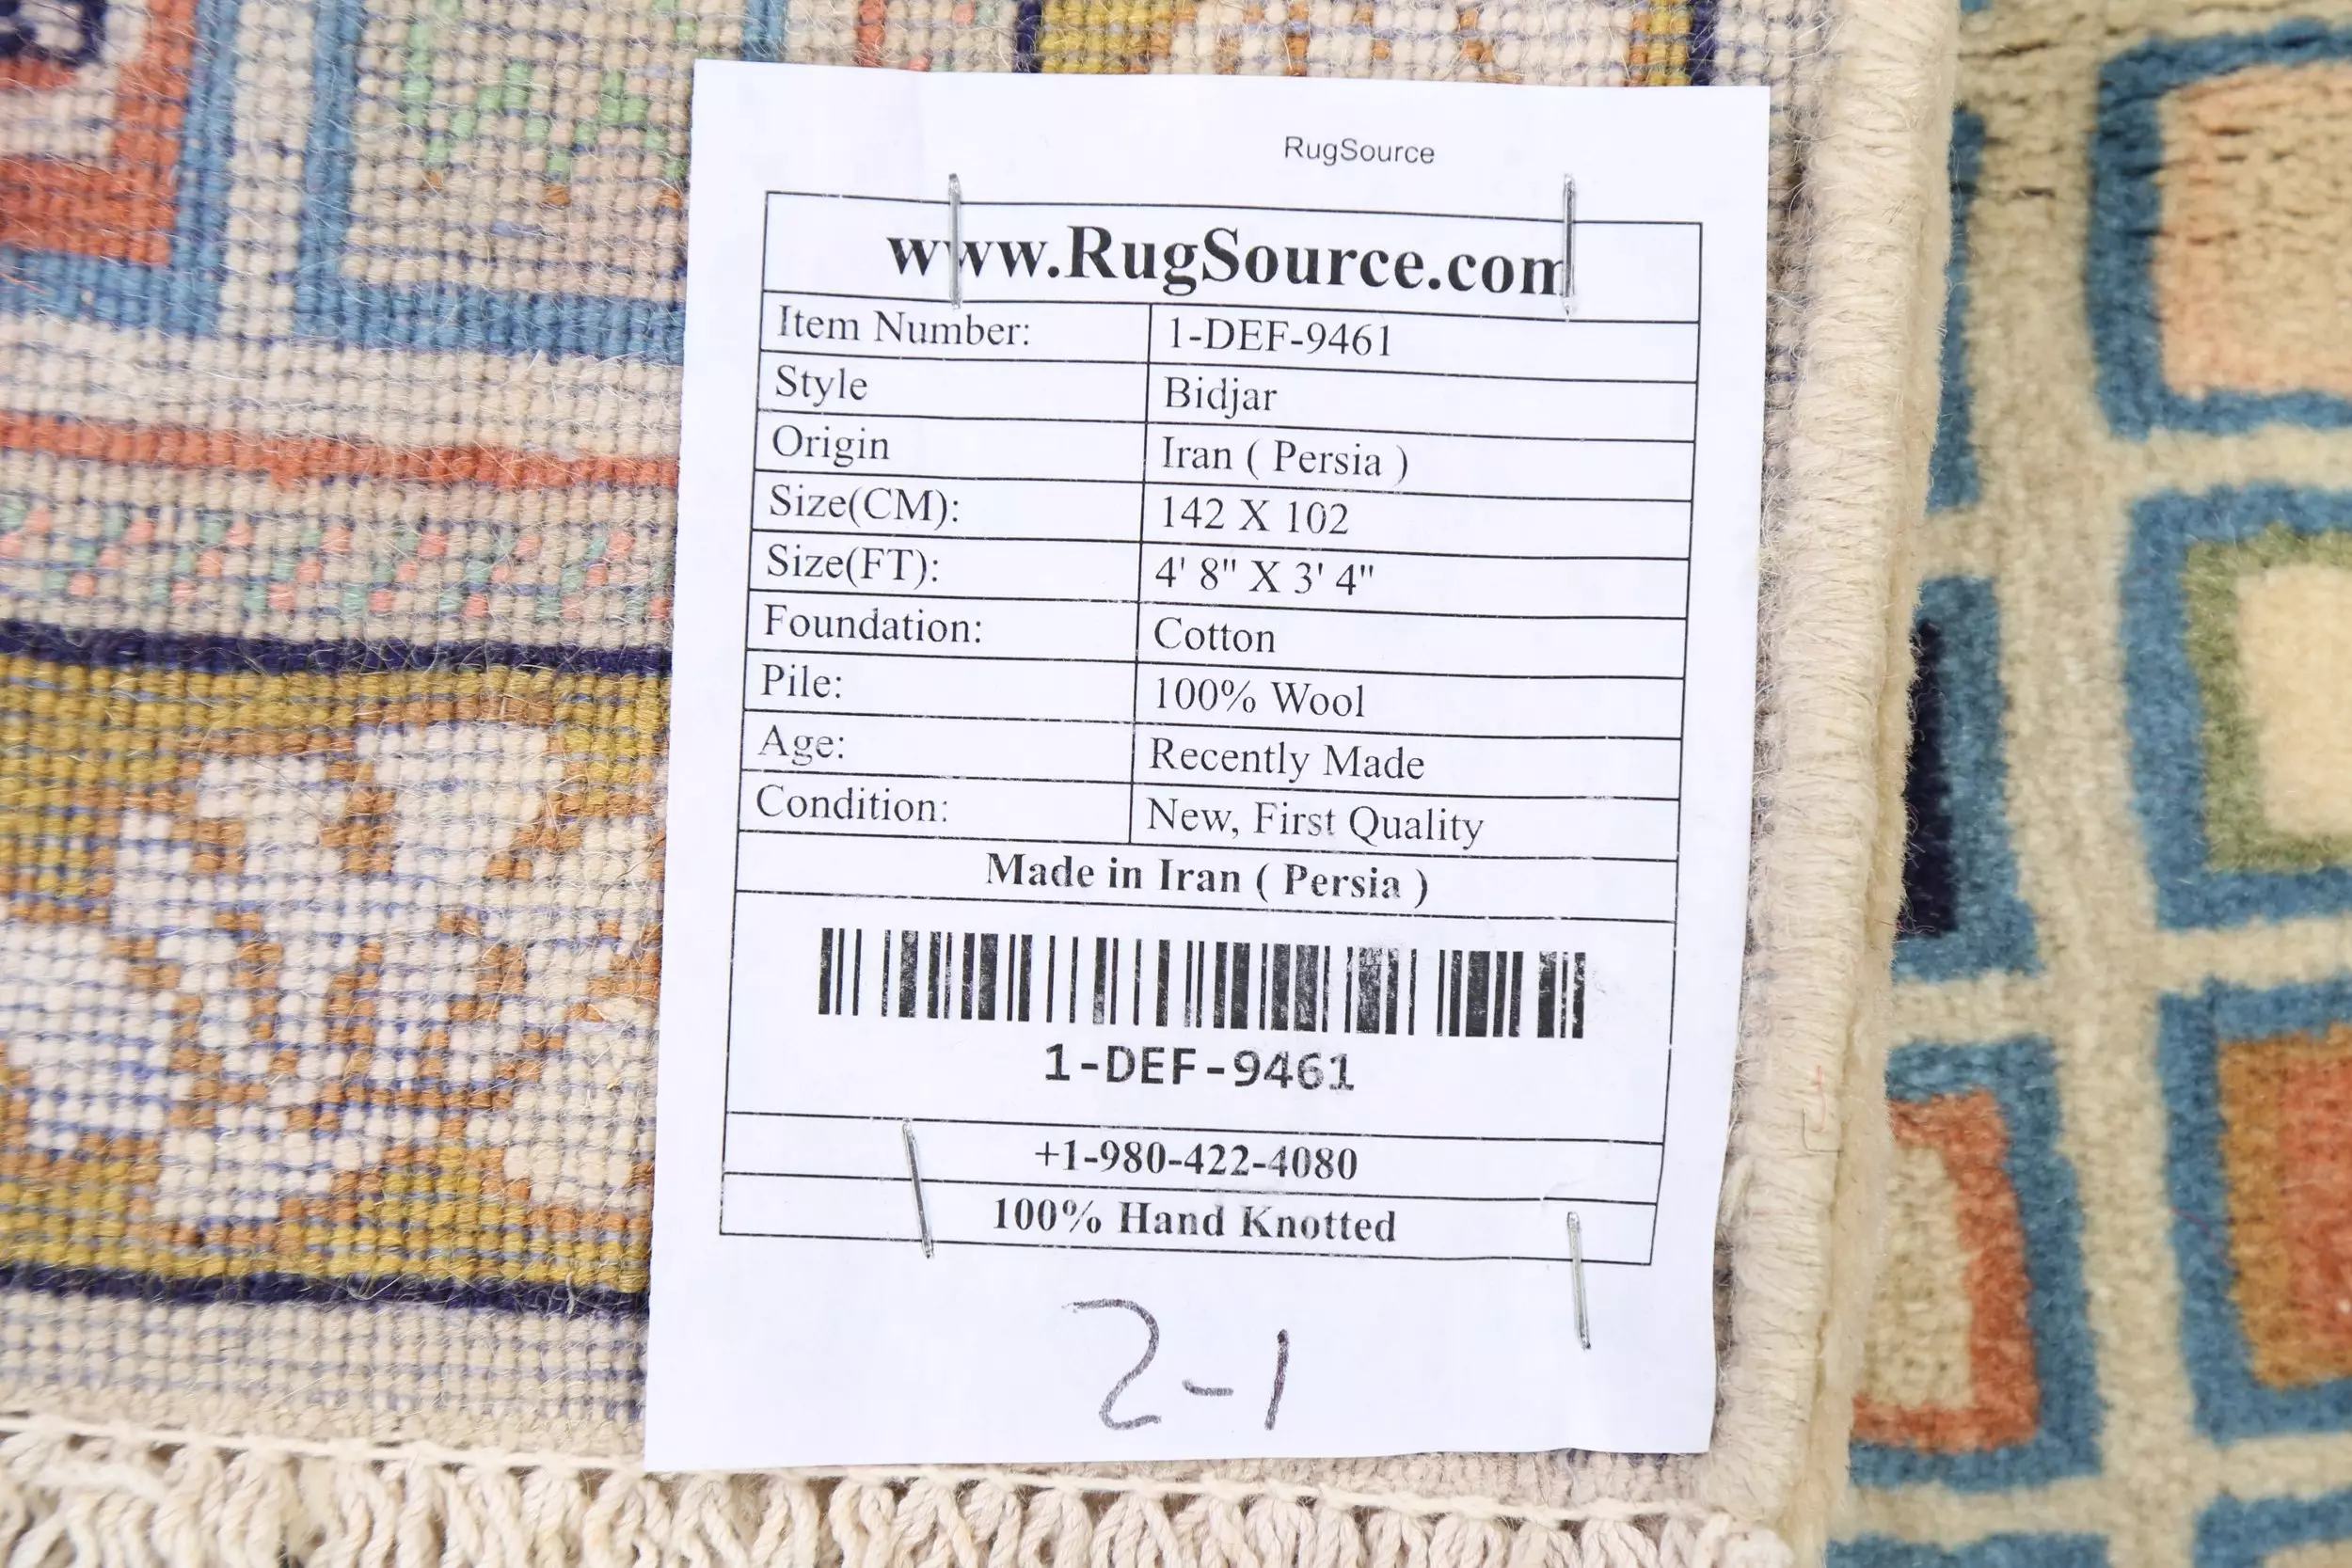 RugSource
www.RugSource.com
Item Number: 1-DEF-9461
Style Bidjar
Origin Iran ( Persia )
Size(CM): 142 X 102
Size(FT): 4' 8" X 3' 4"
Foundation: Cotton
Pile: 100% Wool
Age: Recently Made
Condition: New, First Quality
Made in Iran ( Persia )
1-DEF-9461
+1-980-422-4080
100% Hand Knotted
2-1